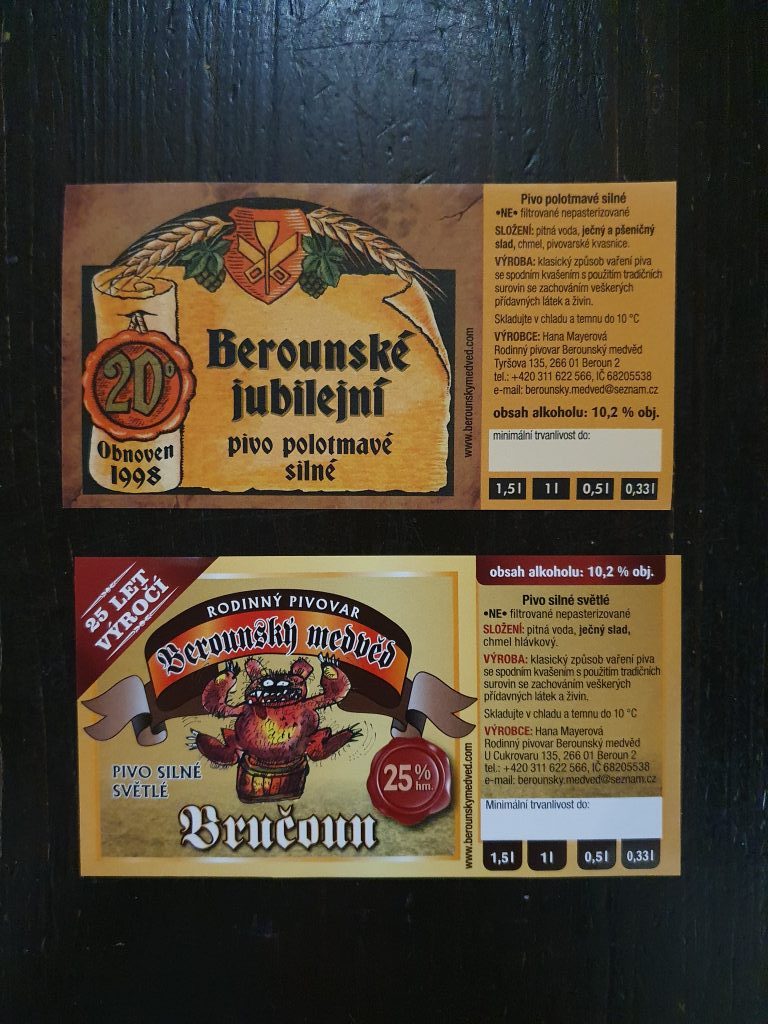 Berounské
jubilejní
pivo polotmavé
silné
20°
Obnoven
1998
www.berounskymedved.com
Pivo polotmavé silné
•NE• filtrované nepasterizované
SLOŽENÍ: pitná voda, ječný a pšeničný
slad, chmel, pivovarské kvasnice.
VÝROBA: klasický způsob vaření piva
se spodním kvašením s použitím tradičních
surovin se zachováním veškerých
přídavných látek a živin.
Skladujte v chladu a temnu do 10 °C
VÝROBCE: Hana Mayerová
Rodinný pivovar Berounský medvěd
Tyršova 135, 266 01 Beroun 2
tel.: +420 311 622 566, IČ 68205538
e-mail: berounsky.medved@seznam.cz
obsah alkoholu: 10,2 % obj.
minimální trvanlivost do:
1,5 l 1 l 0,5 l 0,33 l
25 LET
VÝROČÍ
RODINNÝ PIVOVAR
Berounský medvěd
PIVO SILNÉ
SVĚTLÉ
25 %
hm.
Bručoun
www.berounskymedved.com
obsah alkoholu: 10,2 % obj.
Pivo silné světlé
•NE• filtrované nepasterizované
SLOŽENÍ: pitná voda, ječný slad,
chmel hlávkový.
VÝROBA: klasický způsob vaření piva
se spodním kvašením s použitím tradičních
surovin se zachováním veškerých
přídavných látek a živin.
Skladujte v chladu a temnu do 10 °C
VÝROBCE: Hana Mayerová
Rodinný pivovar Berounský medvěd
U Cukrovaru 135, 266 01 Beroun 2
tel.: +420 311 622 566, IČ 68205538
e-mail: berounsky.medved@seznam.cz
Minimální trvanlivost do:
1,5 l 1 l 0,5 l 0,33 l